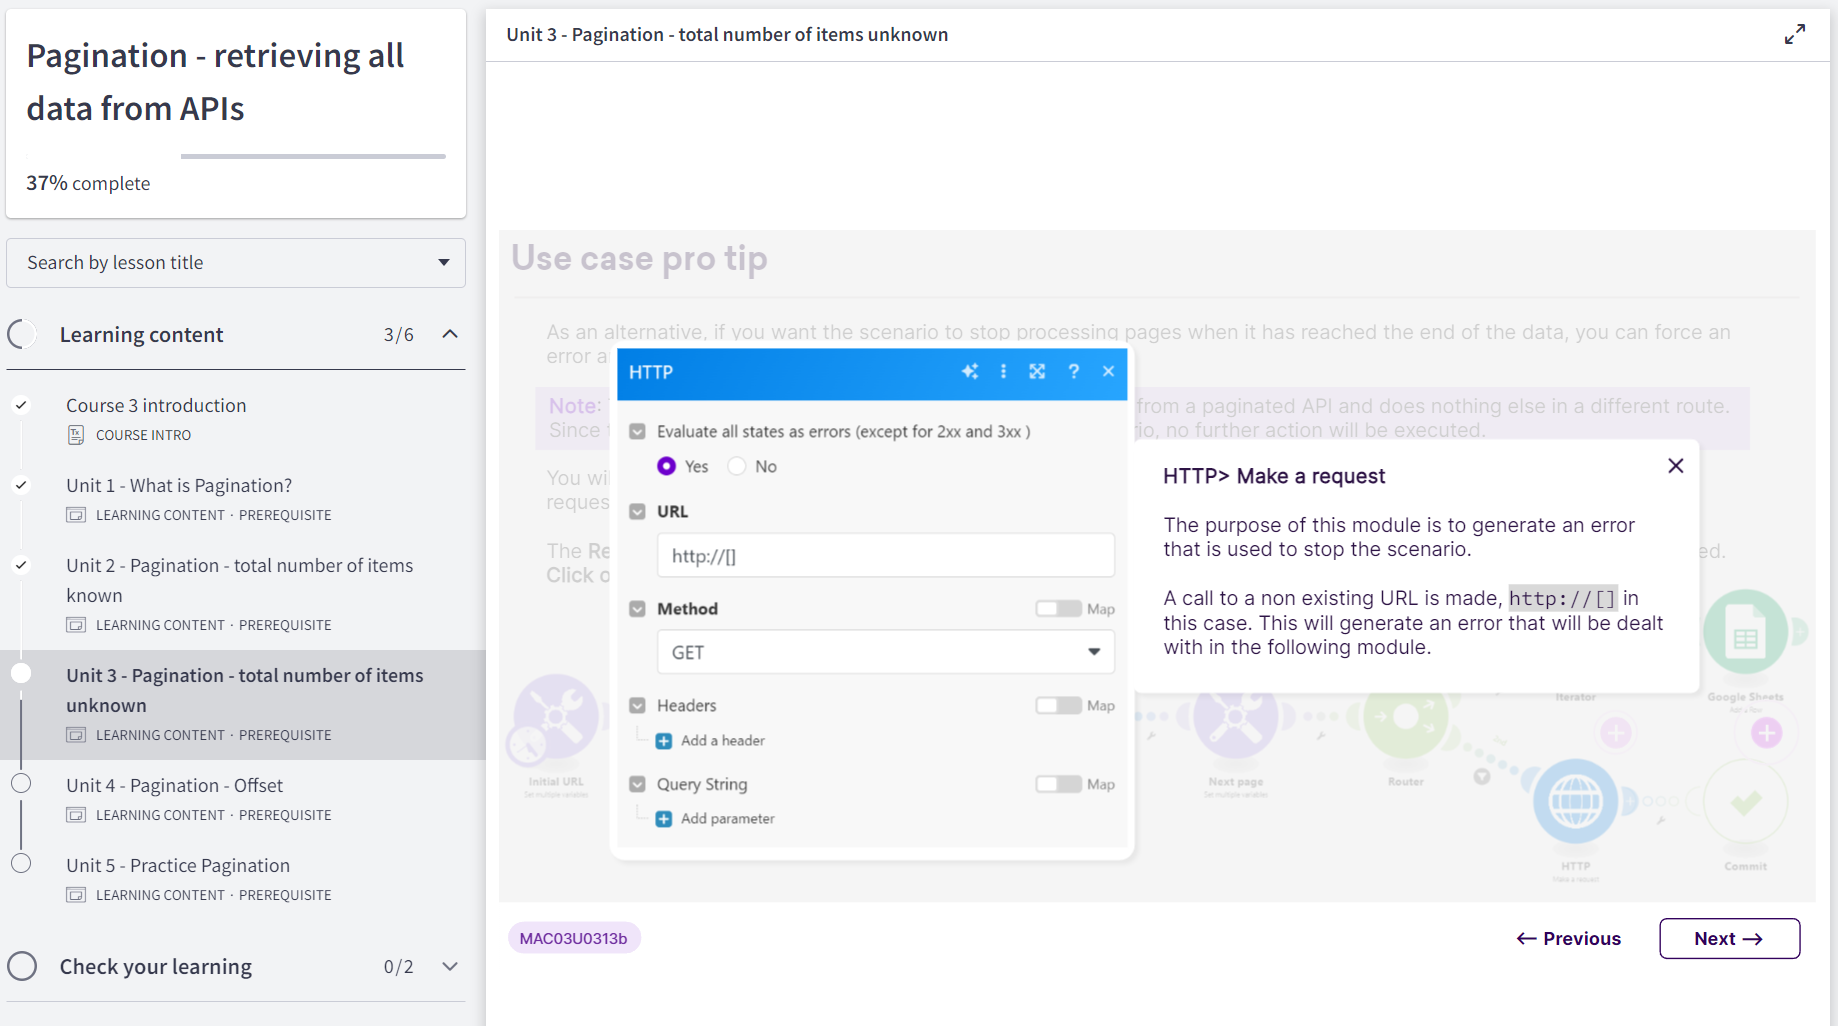 Pagination - retrieving all
data from APIs
37% complete
Search by lesson title
Learning content 3/6
Course 3 introduction
COURSE INTRO
Unit 1 - What is Pagination?
LEARNING CONTENT · PREREQUISITE
Unit 2 - Pagination - total number of items
known
LEARNING CONTENT · PREREQUISITE
Unit 3 - Pagination - total number of items
unknown
LEARNING CONTENT · PREREQUISITE
Unit 4 - Pagination - Offset
LEARNING CONTENT · PREREQUISITE
Unit 5 - Practice Pagination
LEARNING CONTENT · PREREQUISITE
Check your learning 0/2
Unit 3 - Pagination - total number of items unknown
Use case pro tip
As an alternative, if you want the scenario to stop processing pages when it has reached the end of the data, you can force an
error
Note: from a paginated API and does nothing else in a different route.
Since no further action will be executed.
You
reques
The
Click
HTTP
Evaluate all states as errors (except for 2xx and 3xx )
Yes No
URL
http://[]
Method Map
GET
Headers Map
Add a header
Query String Map
Add parameter
HTTP> Make a request
The purpose of this module is to generate an error
that is used to stop the scenario.
A call to a non existing URL is made, http://[] in
this case. This will generate an error that will be dealt
with in the following module.
Initial URL
Set multiple variables
Next page
Set multiple variables
Router
Iterator
Google Sheets
Add a Row
HTTP
Make a request
Commit
MAC03U0313b
← Previous
Next →